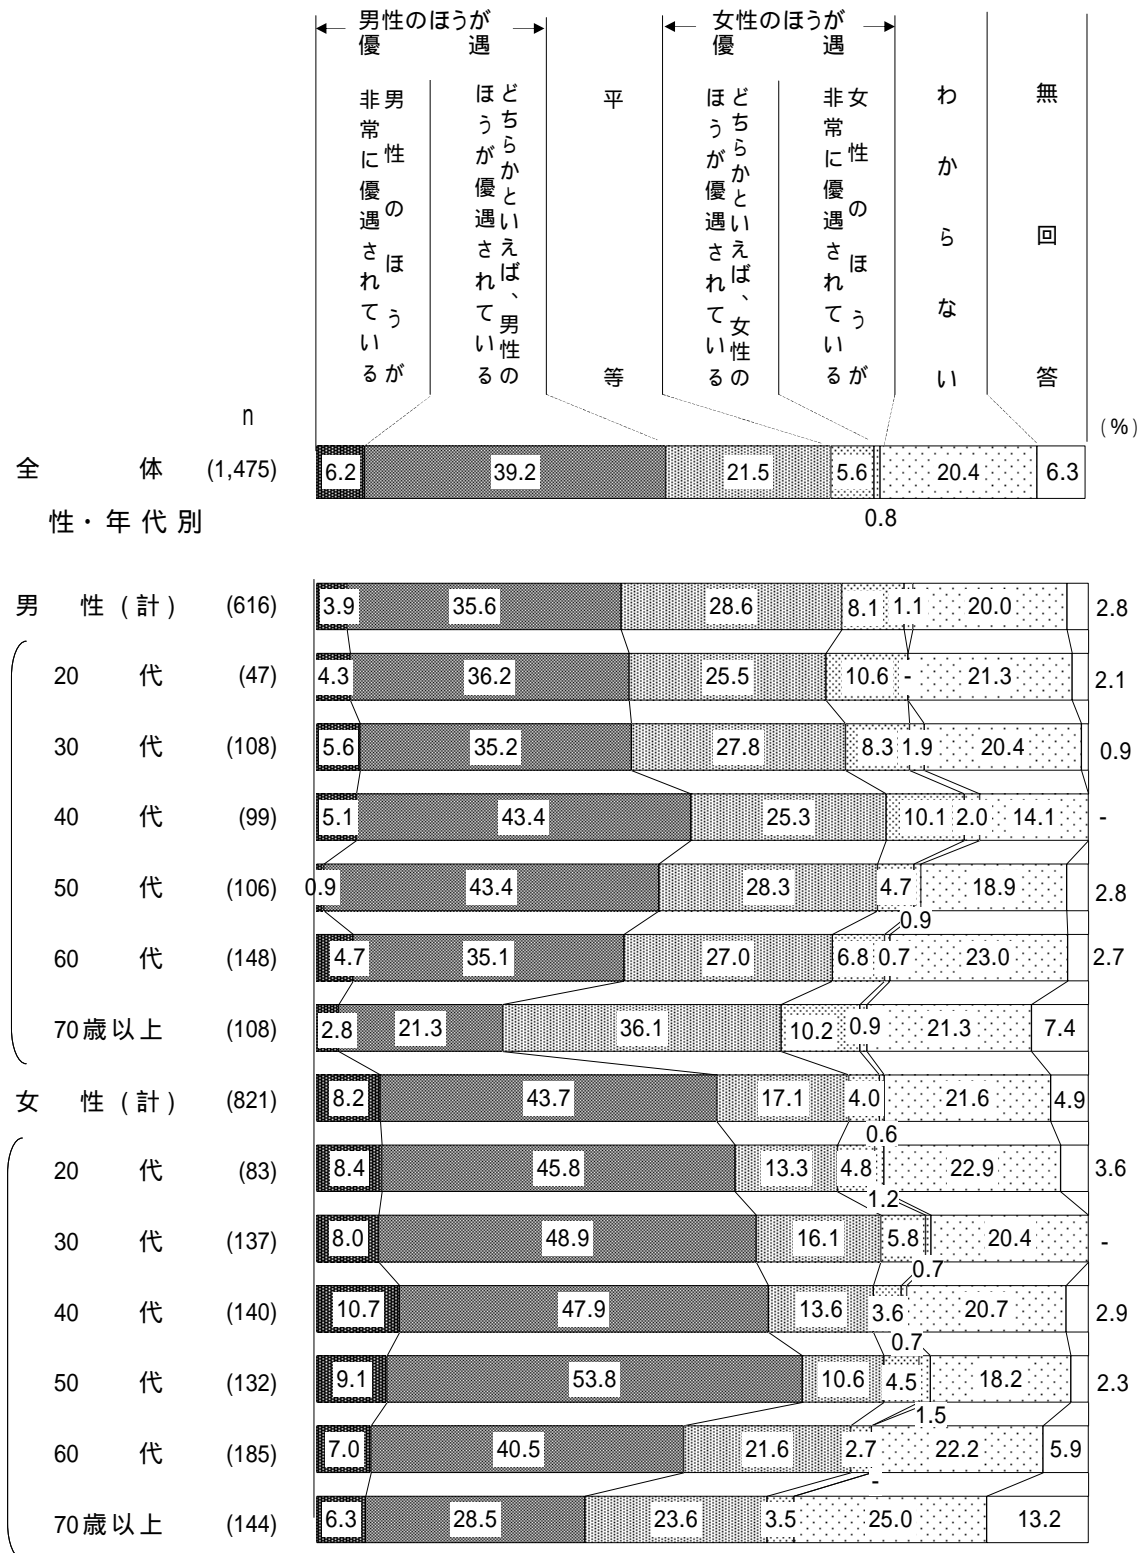 男性のほうが優遇
女性のほうが優遇
男性のほうが非常に優遇されている
どちらかといえば、男性のほうが優遇されている
平等
どちらかといえば、女性のほうが優遇されている
女性のほうが非常に優遇されている
わからない
無回答
n
(%)
全体 (1,475) 6.2 39.2 21.5 5.6 0.8 20.4 6.3
性・年代別
男性(計) (616) 3.9 35.6 28.6 8.1 1.1 20.0 2.8
20代 (47) 4.3 36.2 25.5 10.6 - 21.3 2.1
30代 (108) 5.6 35.2 27.8 8.3 1.9 20.4 0.9
40代 (99) 5.1 43.4 25.3 10.1 2.0 14.1 -
50代 (106) 0.9 43.4 28.3 4.7 0.9 18.9 2.8
60代 (148) 4.7 35.1 27.0 6.8 0.7 23.0 2.7
70歳以上 (108) 2.8 21.3 36.1 10.2 0.9 21.3 7.4
女性(計) (821) 8.2 43.7 17.1 4.0 0.6 21.6 4.9
20代 (83) 8.4 45.8 13.3 4.8 1.2 22.9 3.6
30代 (137) 8.0 48.9 16.1 5.8 0.7 20.4 -
40代 (140) 10.7 47.9 13.6 3.6 0.7 20.7 2.9
50代 (132) 9.1 53.8 10.6 4.5 1.5 18.2 2.3
60代 (185) 7.0 40.5 21.6 2.7 - 22.2 5.9
70歳以上 (144) 6.3 28.5 23.6 3.5 25.0 13.2